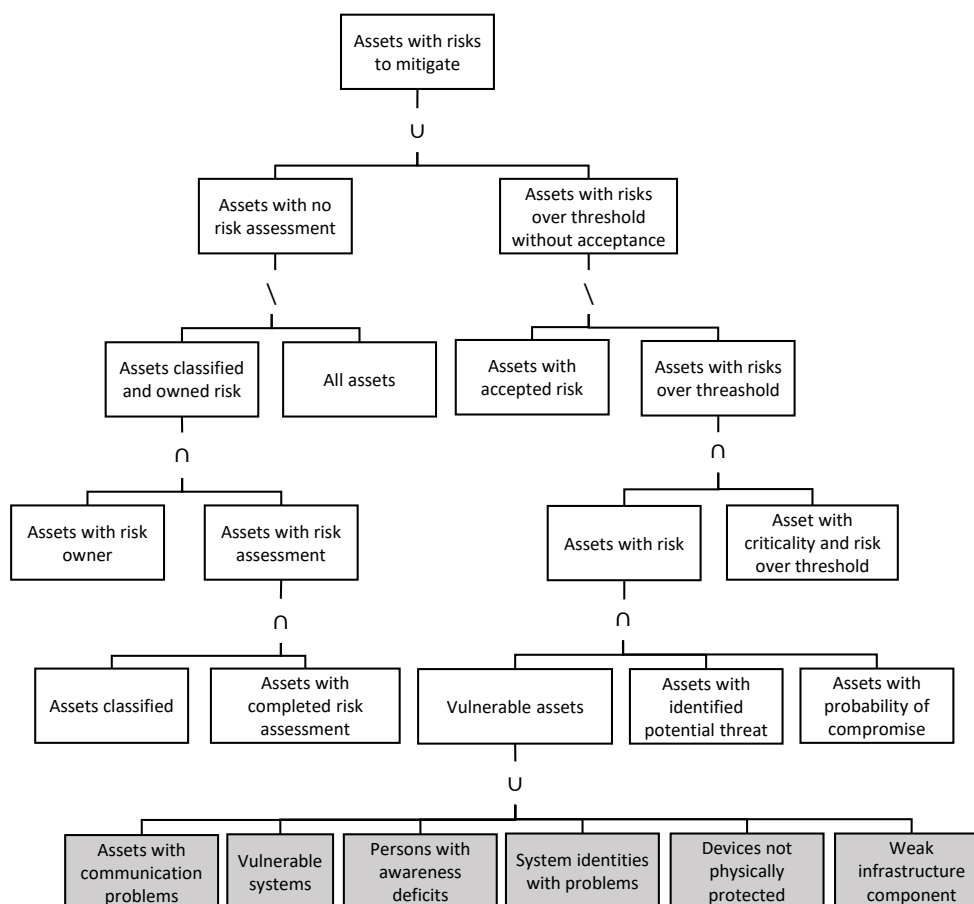 Assets with risks
to mitigate
∪
Assets with no
risk assessment
Assets with risks
over threshold
without acceptance
\
\
Assets classified
and owned risk
All assets
Assets with
accepted risk
Assets with risks
over threashold
∩
∩
Assets with risk
owner
Assets with risk
assessment
Assets with risk
Asset with
criticality and risk
over threshold
∩
∩
Assets classified
Assets with
completed risk
assessment
Vulnerable assets
Assets with
identified
potential threat
Assets with
probability of
compromise
∪
Assets with
communication
problems
Vulnerable
systems
Persons with
awareness
deficits
System identities
with problems
Devices not
physically
protected
Weak
infrastructure
component